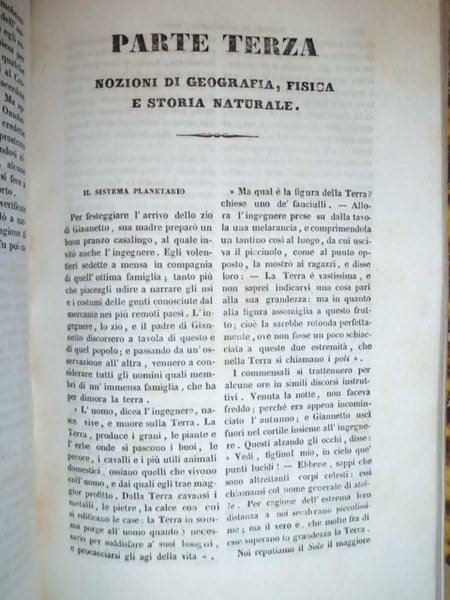 PARTE TERZA
NOZIONI DI GEOGRAFIA, FISICA
E STORIA NATURALE.
IL SISTEMA PLANETARIO
Per festeggiare l'arrivo dello zio
di Giannetto, sua madre preparò un
buon pranzo casalingo, al quale in-
vitò anche l'ingegnere. Egli volen-
tieri sedette a mensa in compagnia
di quell'ottima famiglia; tanto più
che piaceagli udire a narrare gli usi
e i costumi delle genti conosciute dal
mercante nei più remoti paesi. L'in-
gegnere, lo zio, e il padre di Gian-
netto discorsero a tavola di questo e
di quel popolo; e passando da un'os-
servazione all'altra, vennero a con-
siderare tutti gli uomini quali mem-
bri di un'immensa famiglia, che ha
per dimora la terra.
» L'uomo, dicea l'ingegnere, na-
sce vive, e muore sulla Terra. La
Terra, produce i grani, le piante e
l'erbe onde si pascono i buoi, le
pecore, i cavalli e i più utili animali
domestici, ossiano quelli che vivono
coll'uomo, e dai quali egli trae mag-
gior profitto. Dalla Terra cavansi i
metalli, le pietre, la calce con cui
si edificano le case: la Terra in som-
ma porge all'uomo quanto è neces-
sario per soddisfare a' suoi bisogni,
e procacciarsi gli agi della vita «.
» Ma qual è la figura della Terra?
chiese uno de' fanciulli. — Allo-
ra l'ingegnere prese su dalla tavo-
la una melarancia, e comprimendola
un tantino così al luogo, da cui usci-
va il picciuolo, come al punto op-
posto, la mostrò ai ragazzi, e disse
loro: — La Terra è vastissima, e
non saprei indicarvi una cosa pari
alla sua grandezza: ma in quanto
alla figura assomiglia a questo frut-
to; cioè la sarebbe rotonda perfetta-
mente, ove non fosse un poco schiac-
ciata a queste due estremità, che
nella Terra si chiamano i poli ».
I commensali si trattennero per
alcune ore in simili discorsi istrut-
tivi. Venuta la notte, non faceva
freddo; perchè era appena incomin-
ciato l'autunno; e Giannetto uscì
fuori nel cortile insieme all'ingegne-
re. Questi alzando gli occhi, disse:
» Vedi, figliuol mio, in cielo que'
punti lucidi! — Ebbene, sappi che
sono altrettanti corpi celesti: essi
chiamansi col nome generale di stel-
le. Per cagione dell'estrema loro
distanza a noi sembrano piccolissi-
me; ma il vero è che molte fra di
esse superano in grandezza la Terra.
Noi reputiamo il Sole il maggiore